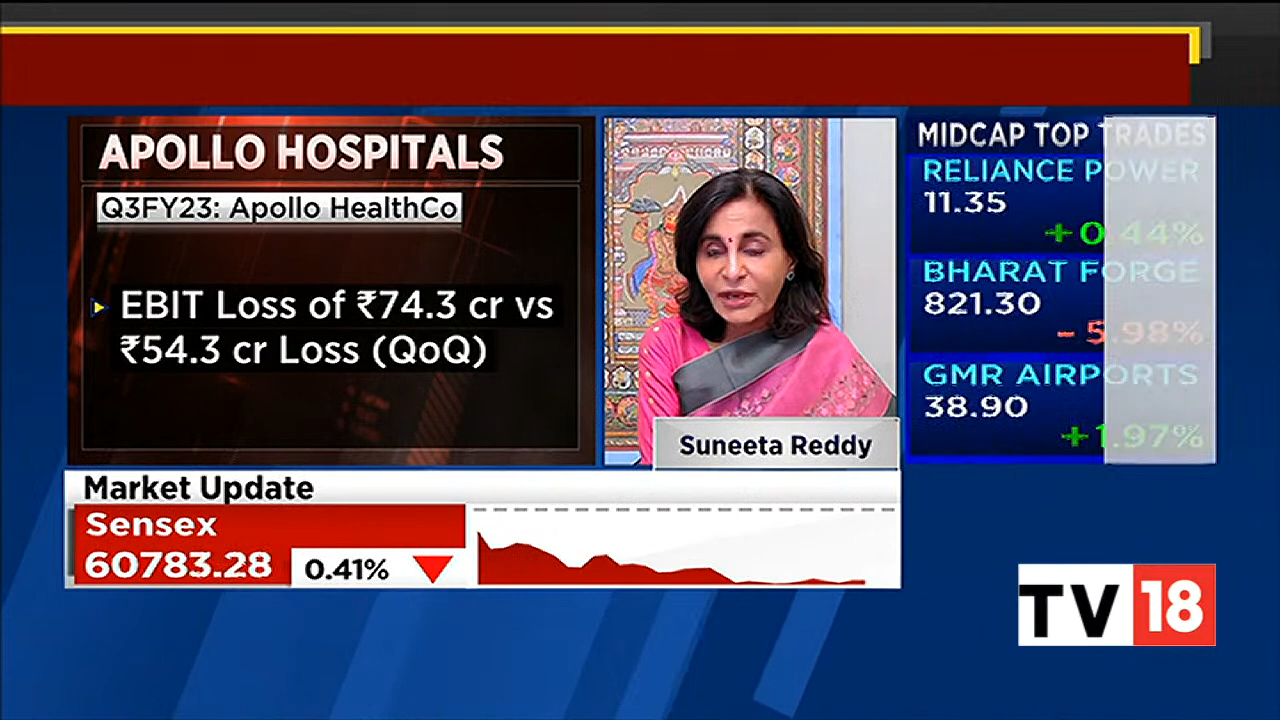 APOLLO HOSPITALS
Q3FY23: Apollo HealthCo
EBIT Loss of ₹74.3 cr vs
₹54.3 cr Loss (QoQ)
Suneeta Reddy
MIDCAP TOP TRADES
RELIANCE POWER
11.35
+0.44%
BHARAT FORGE
821.30
- 5.98%
GMR AIRPORTS
38.90
+1.97%
Market Update
Sensex
60783.28 0.41%
TV18